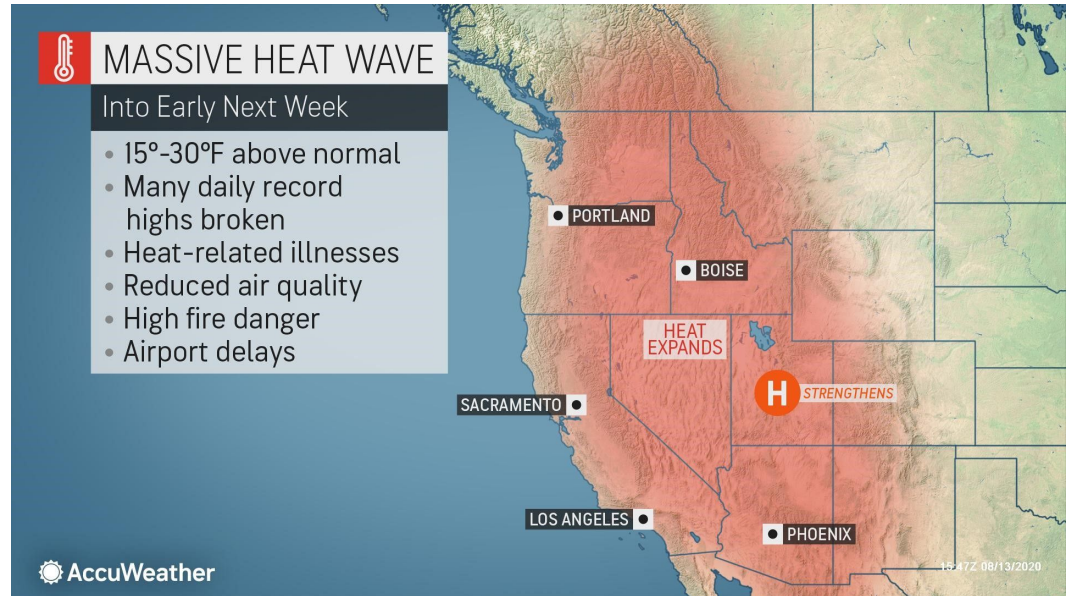 MASSIVE HEAT WAVE
Into Early Next Week
• 15°-30°F above normal
• Many daily record
highs broken
• Heat-related illnesses
• Reduced air quality
• High fire danger
• Airport delays
PORTLAND
BOISE
HEAT
EXPANDS
H STRENGTHENS
SACRAMENTO
LOS ANGELES
PHOENIX
AccuWeather
15:47Z 08/13/2020